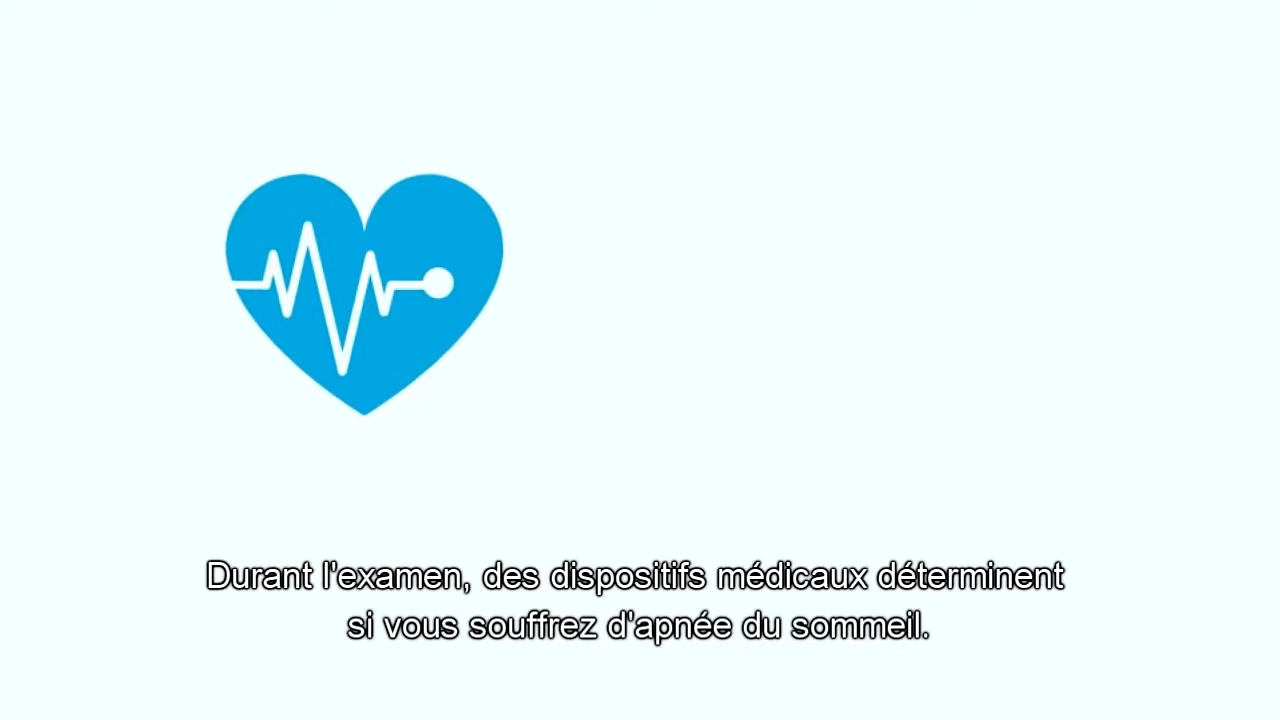 Durant l'examen, des dispositifs médicaux déterminent
si vous souffrez d'apnée du sommeil.